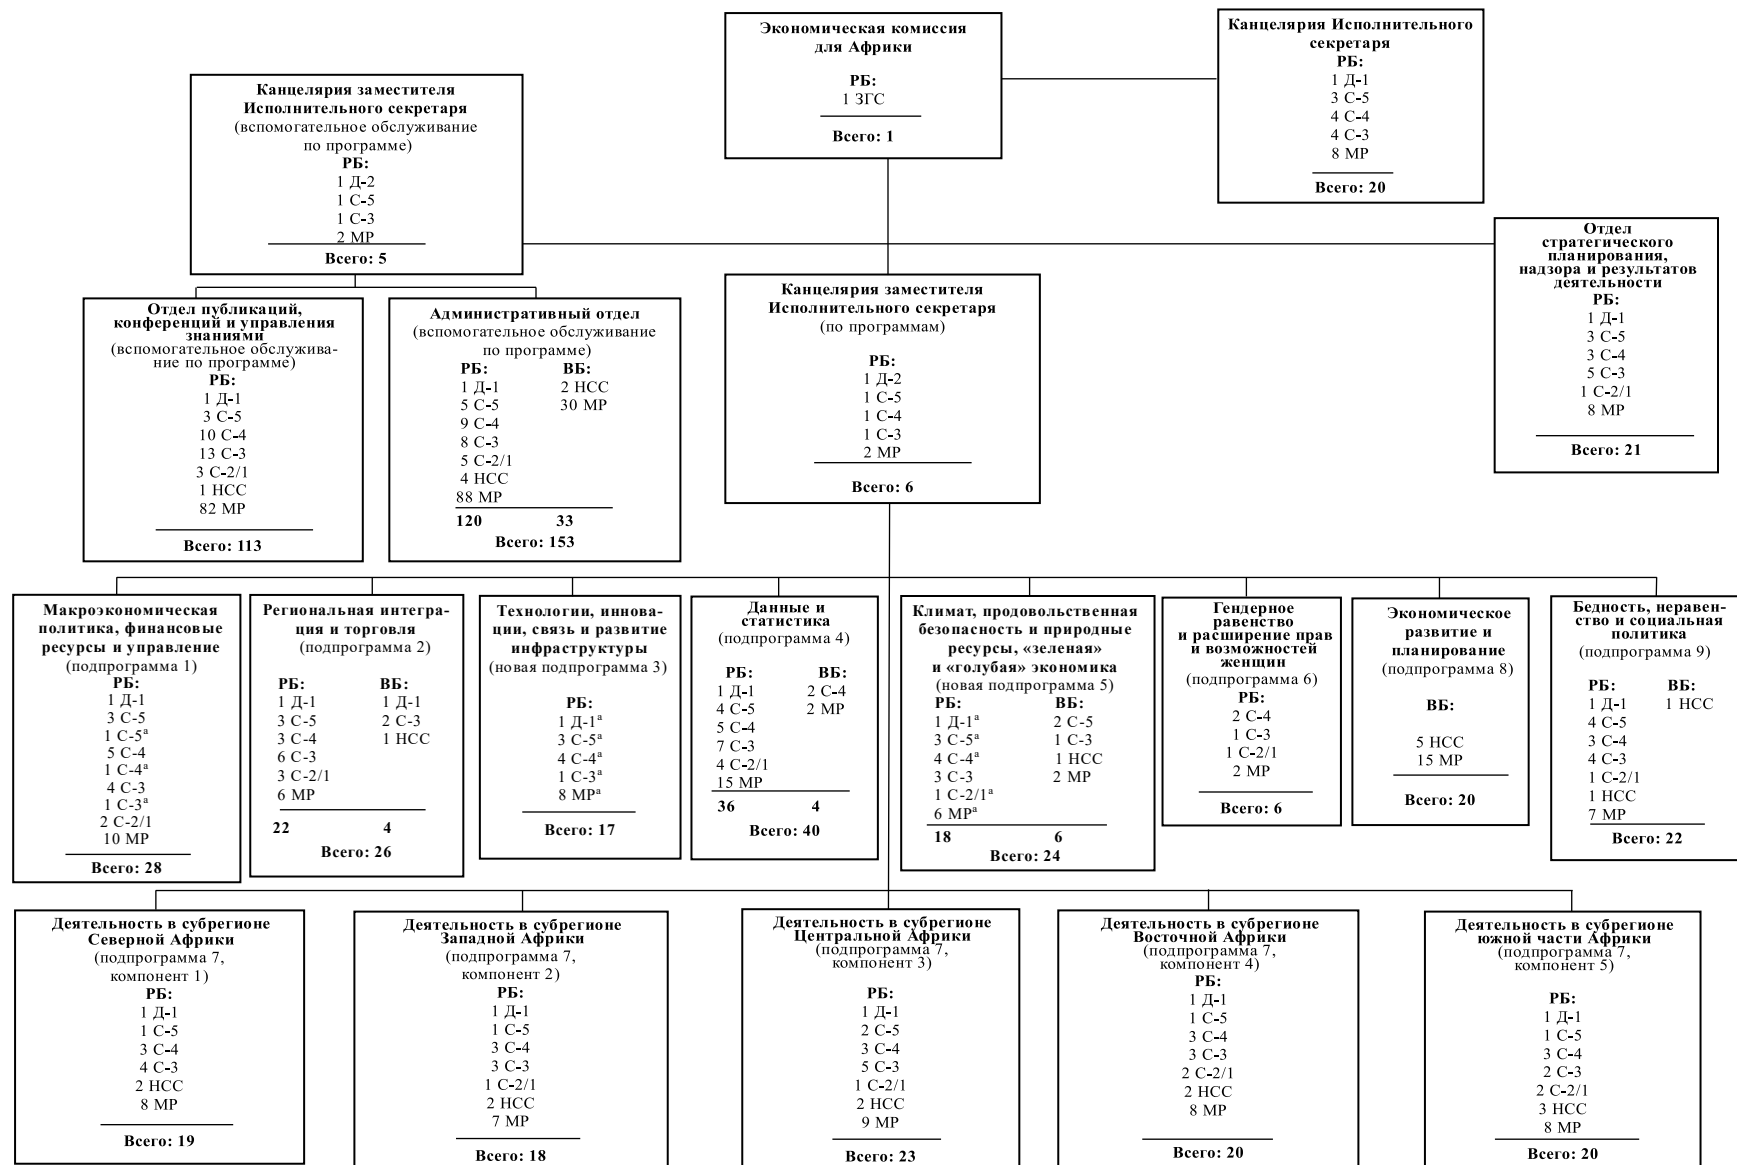 Экономическая комиссия
для Африки
РБ:
1 ЗГС
Всего: 1
Канцелярия Исполнительного
секретаря
РБ:
1 Д-1
3 С-5
4 С-4
4 С-3
8 МР
Всего: 20
Канцелярия заместителя
Исполнительного секретаря
(вспомогательное обслуживание
по программе)
РБ:
1 Д-2
1 С-5
1 С-3
2 МР
Всего: 5
Отдел
стратегического
планирования,
надзора и результатов
деятельности
РБ:
1 Д-1
3 С-5
3 С-4
5 С-3
1 С-2/1
8 МР
Всего: 21
Отдел публикаций,
конференций и управления
знаниями
(вспомогательное обслужива-
ние по программе)
РБ:
1 Д-1
3 С-5
10 С-4
13 С-3
3 С-2/1
1 НСС
82 МР
Всего: 113
Административный отдел
(вспомогательное обслуживание
по программе)
РБ: ВБ:
1 Д-1 2 НСС
5 С-5 30 МР
9 С-4
8 С-3
5 С-2/1
4 НСС
88 МР
120 33
Всего: 153
Канцелярия заместителя
Исполнительного секретаря
(по программам)
РБ:
1 Д-2
1 С-5
1 С-4
1 С-3
2 МР
Всего: 6
Макроэкономическая
политика, финансовые
ресурсы и управление
(подпрограмма 1)
РБ:
1 Д-1
3 С-5
1 С-5ᵃ
5 С-4
1 С-4ᵃ
4 С-3
1 С-3ᵃ
2 С-2/1
10 МР
Всего: 28
Региональная интегра-
ция и торговля
(подпрограмма 2)
РБ: ВБ:
1 Д-1 1 Д-1
3 С-5 2 С-3
3 С-4 1 НСС
6 С-3
3 С-2/1
6 МР
22 4
Всего: 26
Технологии, иннова-
ции, связь и развитие
инфраструктуры
(новая подпрограмма 3)
РБ:
1 Д-1ᵃ
3 С-5ᵃ
4 С-4ᵃ
1 С-3ᵃ
8 МРᵃ
Всего: 17
Данные и
статистика
(подпрограмма 4)
РБ: ВБ:
1 Д-1 2 С-4
4 С-5 2 МР
5 С-4
7 С-3
4 С-2/1
15 МР
36 4
Всего: 40
Климат, продовольственная
безопасность и природные
ресурсы, «зеленая»
и «голубая» экономика
(новая подпрограмма 5)
РБ: ВБ:
1 Д-1ᵃ 2 С-5
3 С-5ᵃ 1 С-3
4 С-4ᵃ 1 НСС
3 С-3 2 МР
1 С-2/1ᵃ
6 МРᵃ
18 6
Всего: 24
Гендерное
равенство
и расширение прав
и возможностей
женщин
(подпрограмма 6)
РБ:
2 С-4
1 С-3
1 С-2/1
2 МР
Всего: 6
Экономическое
развитие и
планирование
(подпрограмма 8)
ВБ:
5 НСС
15 МР
Всего: 20
Бедность, неравен-
ство и социальная
политика
(подпрограмма 9)
РБ: ВБ:
1 Д-1 1 НСС
4 С-5
3 С-4
4 С-3
1 С-2/1
1 НСС
7 МР
Всего: 22
Деятельность в субрегионе
Северной Африки
(подпрограмма 7,
компонент 1)
РБ:
1 Д-1
1 С-5
3 С-4
4 С-3
2 НСС
8 МР
Всего: 19
Деятельность в субрегионе
Западной Африки
(подпрограмма 7,
компонент 2)
РБ:
1 Д-1
1 С-5
3 С-4
3 С-3
1 С-2/1
2 НСС
7 МР
Всего: 18
Деятельность в субрегионе
Центральной Африки
(подпрограмма 7,
компонент 3)
РБ:
1 Д-1
2 С-5
3 С-4
5 С-3
1 С-2/1
2 НСС
9 МР
Всего: 23
Деятельность в субрегионе
Восточной Африки
(подпрограмма 7,
компонент 4)
РБ:
1 Д-1
1 С-5
3 С-4
3 С-3
2 С-2/1
2 НСС
8 МР
Всего: 20
Деятельность в субрегионе
южной части Африки
(подпрограмма 7,
компонент 5)
РБ:
1 Д-1
1 С-5
3 С-4
2 С-3
2 С-2/1
3 НСС
8 МР
Всего: 20